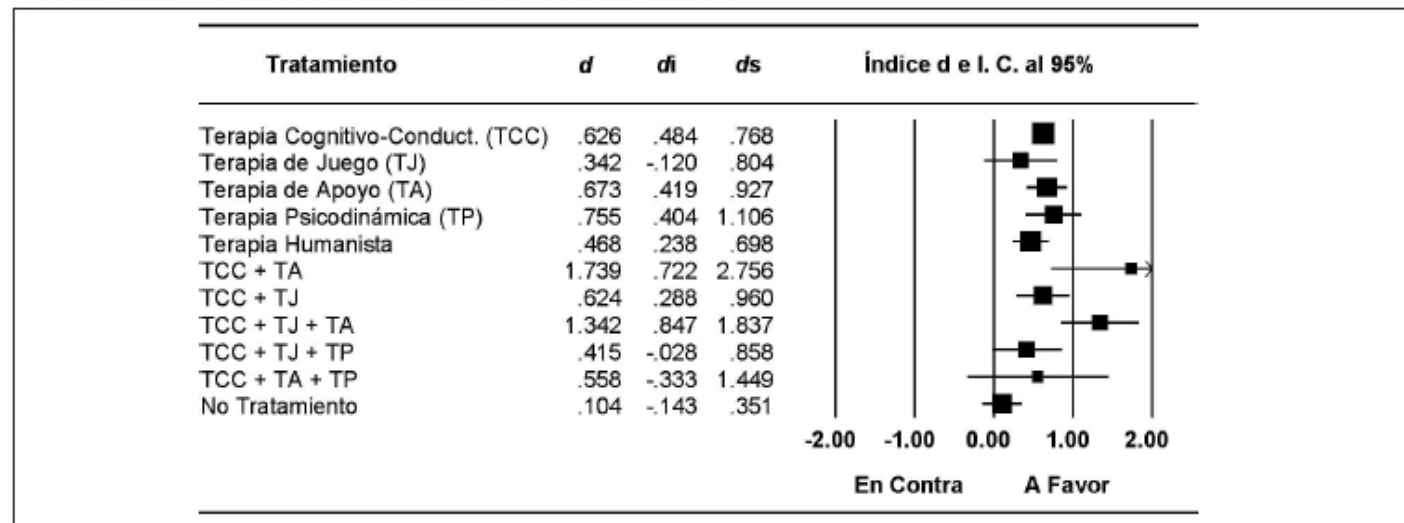 Tratamiento d di ds Índice d e I. C. al 95%
Terapia Cognitivo-Conduct. (TCC) .626 .484 .768
Terapia de Juego (TJ) .342 -.120 .804
Terapia de Apoyo (TA) .673 .419 .927
Terapia Psicodinámica (TP) .755 .404 1.106
Terapia Humanista .468 .238 .698
TCC + TA 1.739 .722 2.756
TCC + TJ .624 .288 .960
TCC + TJ + TA 1.342 .847 1.837
TCC + TJ + TP .415 -.028 .858
TCC + TA + TP .558 -.333 1.449
No Tratamiento .104 -.143 .351
-2.00 -1.00 0.00 1.00 2.00
En Contra A Favor